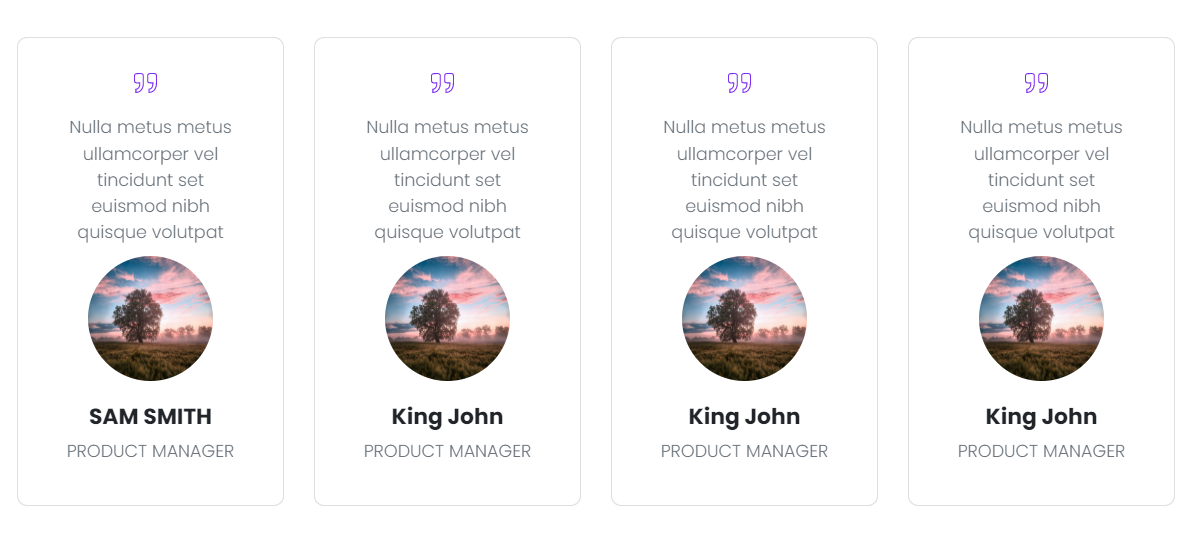 Nulla metus metus
ullamcorper vel
tincidunt set
euismod nibh
quisque volutpat
SAM SMITH
PRODUCT MANAGER
Nulla metus metus
ullamcorper vel
tincidunt set
euismod nibh
quisque volutpat
King John
PRODUCT MANAGER
Nulla metus metus
ullamcorper vel
tincidunt set
euismod nibh
quisque volutpat
King John
PRODUCT MANAGER
Nulla metus metus
ullamcorper vel
tincidunt set
euismod nibh
quisque volutpat
King John
PRODUCT MANAGER